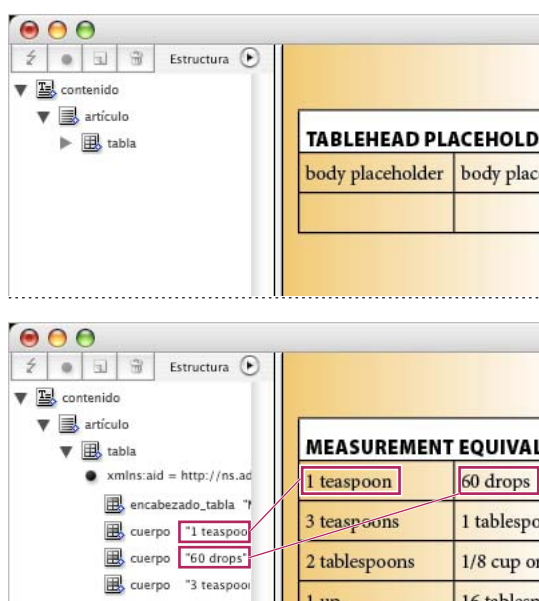 Estructura
contenido
artículo
tabla
TABLEHEAD PLACEHOLD
body placeholder body plac
Estructura
contenido
artículo
tabla
xmlns:aid = http://ns.ad
encabezado_tabla
cuerpo "1 teaspoo
cuerpo "60 drops"
cuerpo "3 teaspoo
MEASUREMENT EQUIVAL
1 teaspoon 60 drops
3 teaspoons 1 tablespo
2 tablespoons 1/8 cup or